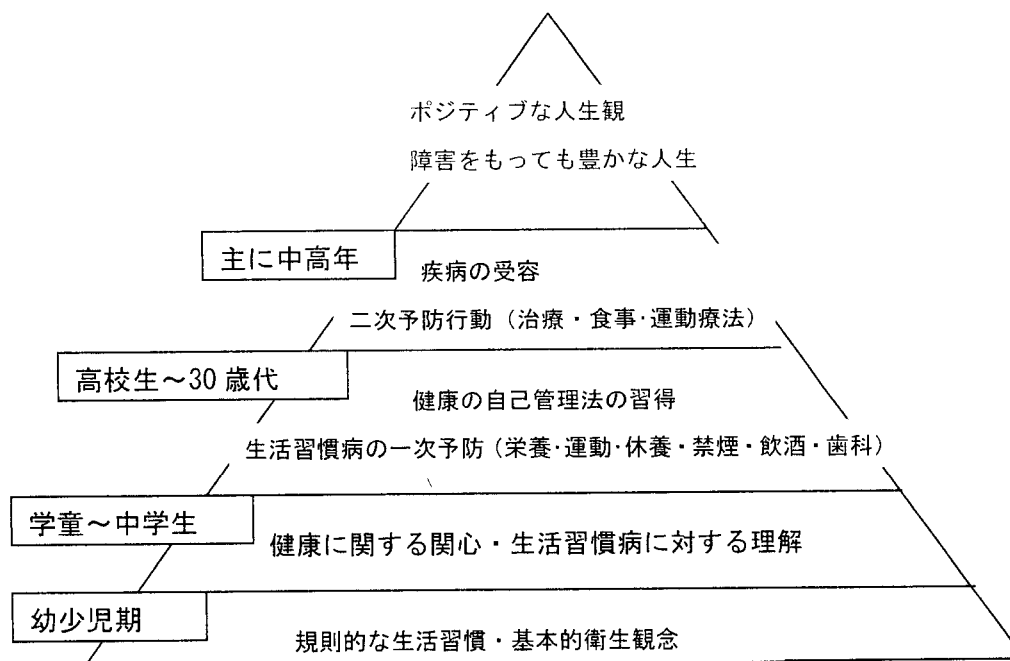 ポジティブな人生観
障害をもっても豊かな人生
主に中高年
疾病の受容
二次予防行動（治療・食事・運動療法）
高校生～30歳代
健康の自己管理法の習得
生活習慣病の一次予防（栄養・運動・休養・禁煙・飲酒・歯科）
学童～中学生
健康に関する関心・生活習慣病に対する理解
幼少児期
規則的な生活習慣・基本的衛生観念